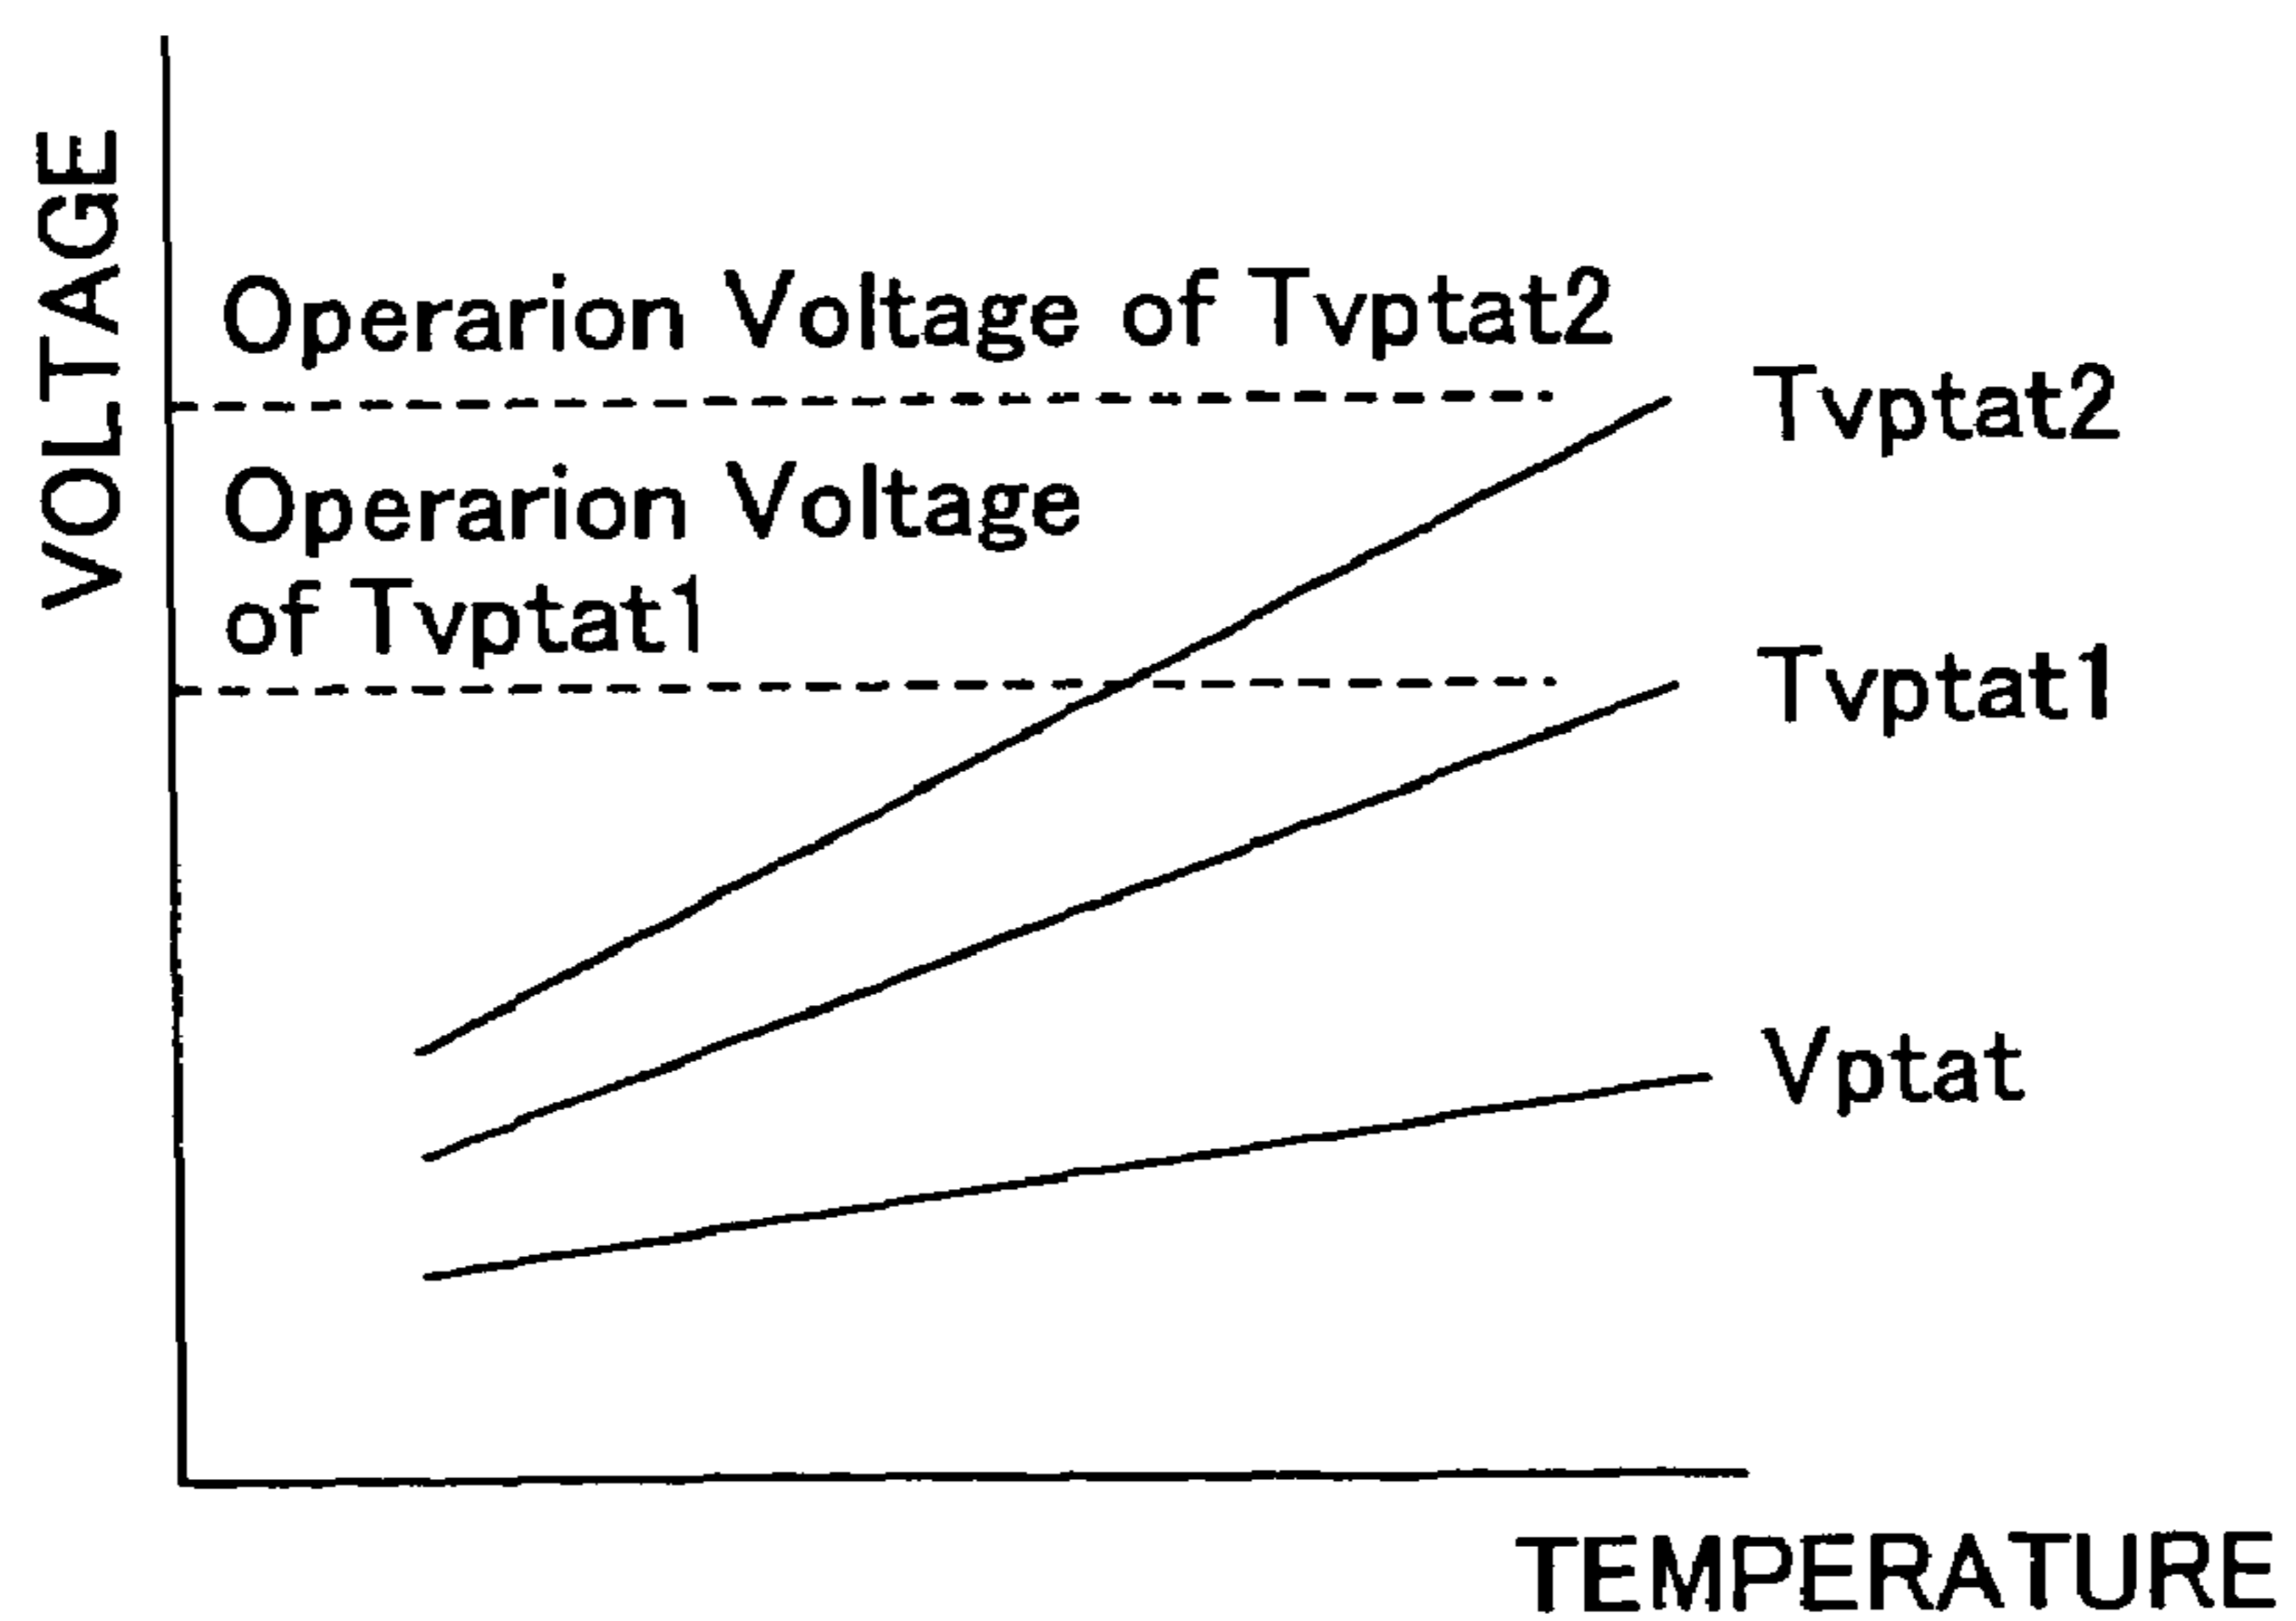 VOLTAGE
Operarion Voltage of Tvptat2
Tvptat2
Operarion Voltage
of Tvptat1
Tvptat1
Vptat
TEMPERATURE